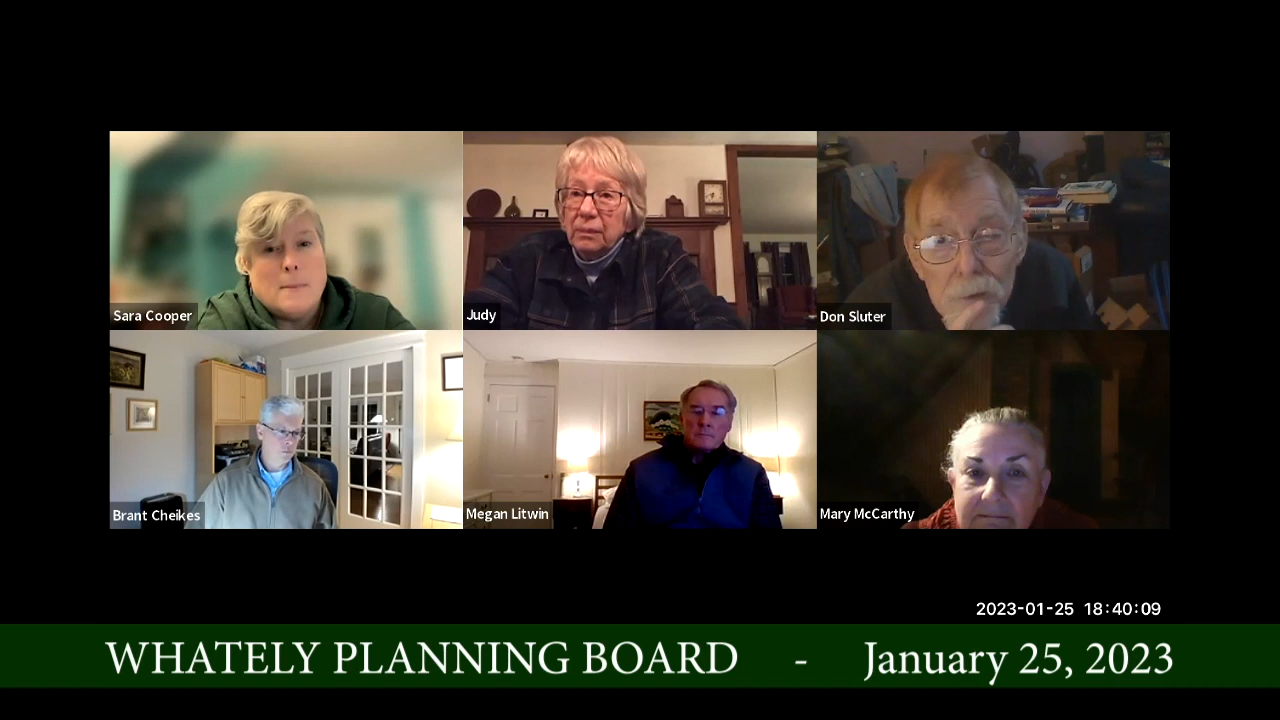 Sara Cooper
Judy
Don Sluter
Brant Cheikes
Megan Litwin
Mary McCarthy
2023-01-25 18:40:09
WHATELY PLANNING BOARD - January 25, 2023